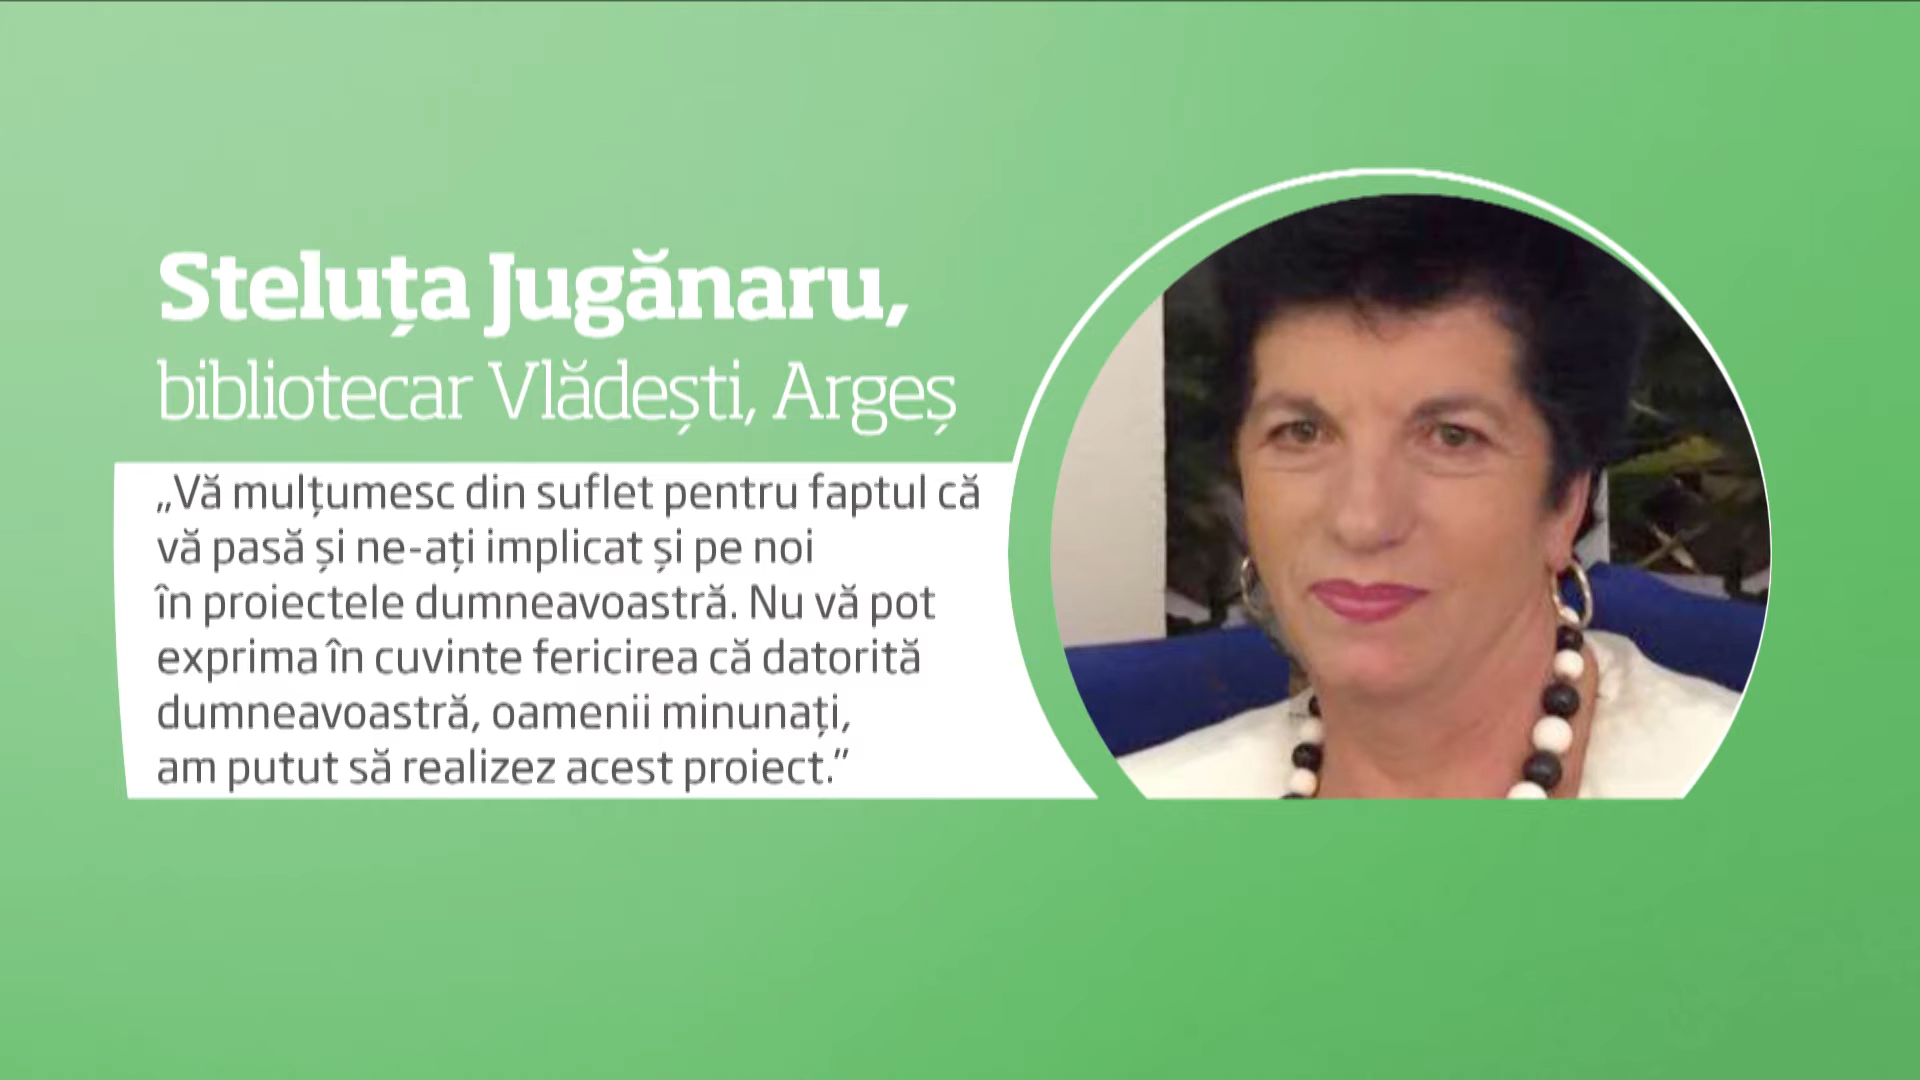 Steluța Jugănaru,
bibliotecar Vlădești, Argeș
„Vă mulțumesc din suflet pentru faptul că
vă pasă și ne-ați implicat și pe noi
în proiectele dumneavoastră. Nu vă pot
exprima în cuvinte fericirea că datorită
dumneavoastră, oamenii minunați,
am putut să realizez acest proiect.”